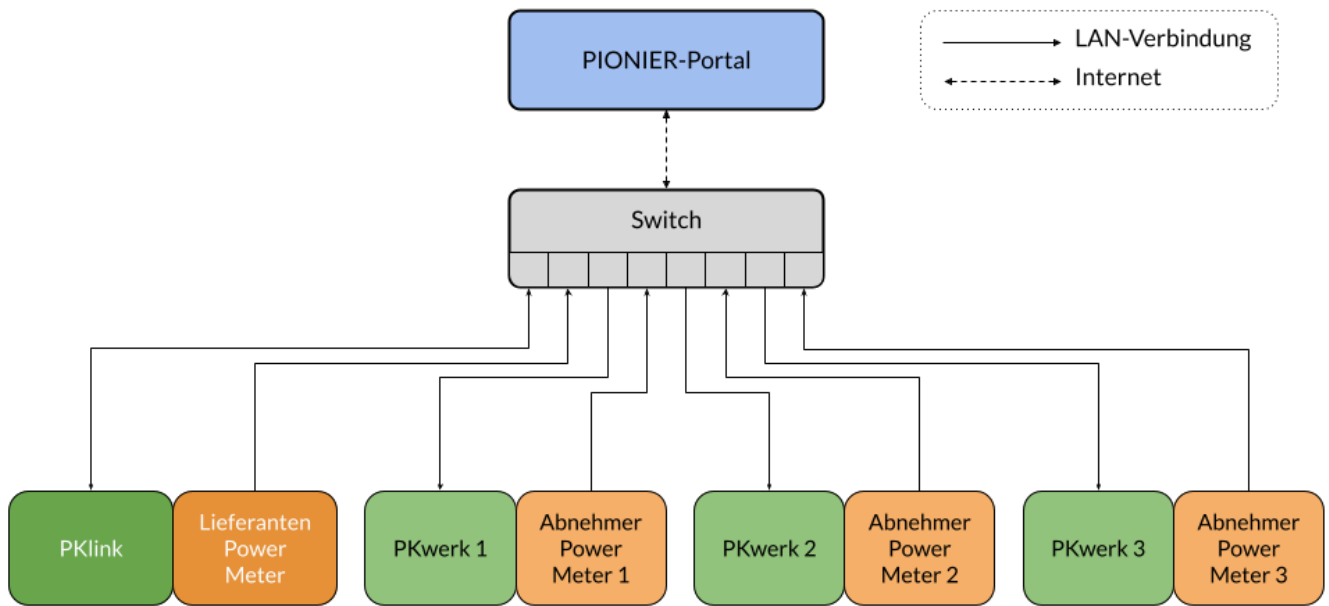 PIONIER-Portal
LAN-Verbindung
Internet
Switch
PKlink
Lieferanten
Power
Meter
PKwerk 1
Abnehmer
Power
Meter 1
PKwerk 2
Abnehmer
Power
Meter 2
PKwerk 3
Abnehmer
Power
Meter 3